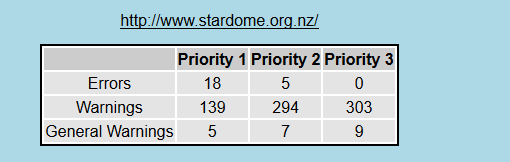 http://www.stardome.org.nz/
Priority 1 Priority 2 Priority 3
Errors 18 5 0
Warnings 139 294 303
General Warnings 5 7 9